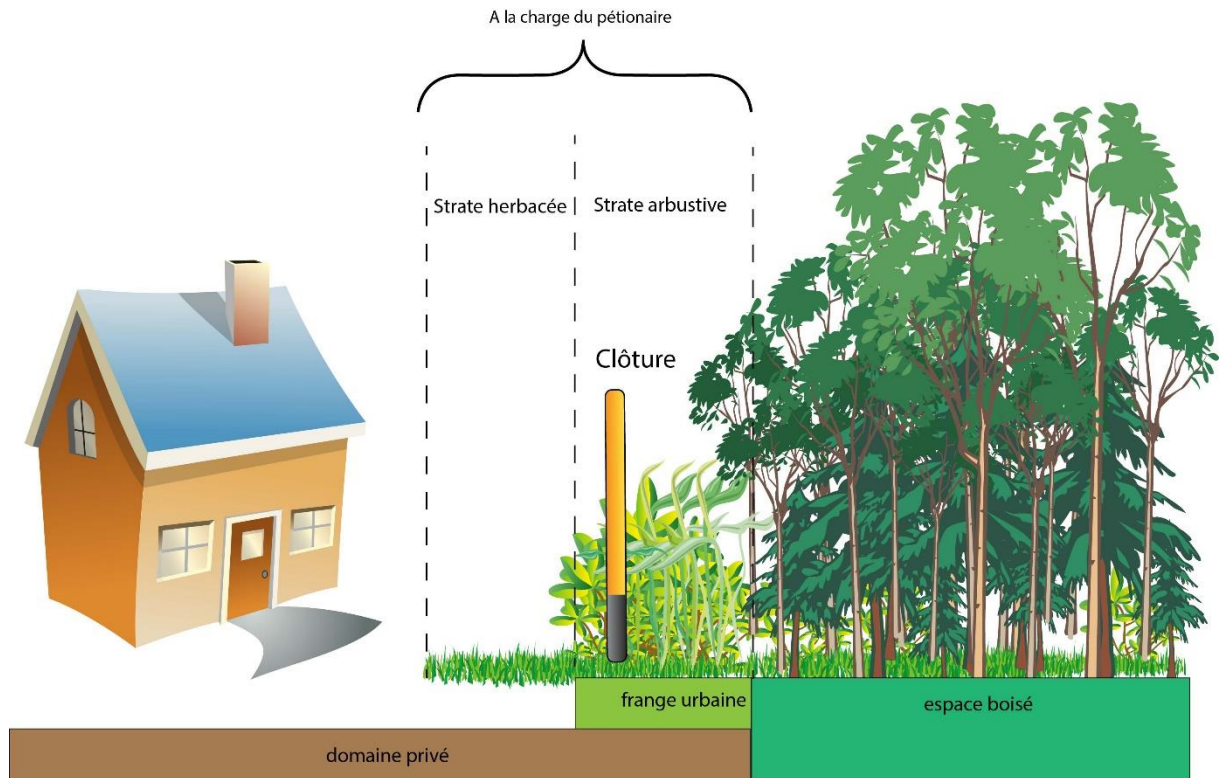 A la charge du pétionaire
Strate herbacée
Strate arbustive
Clôture
frange urbaine
espace boisé
domaine privé